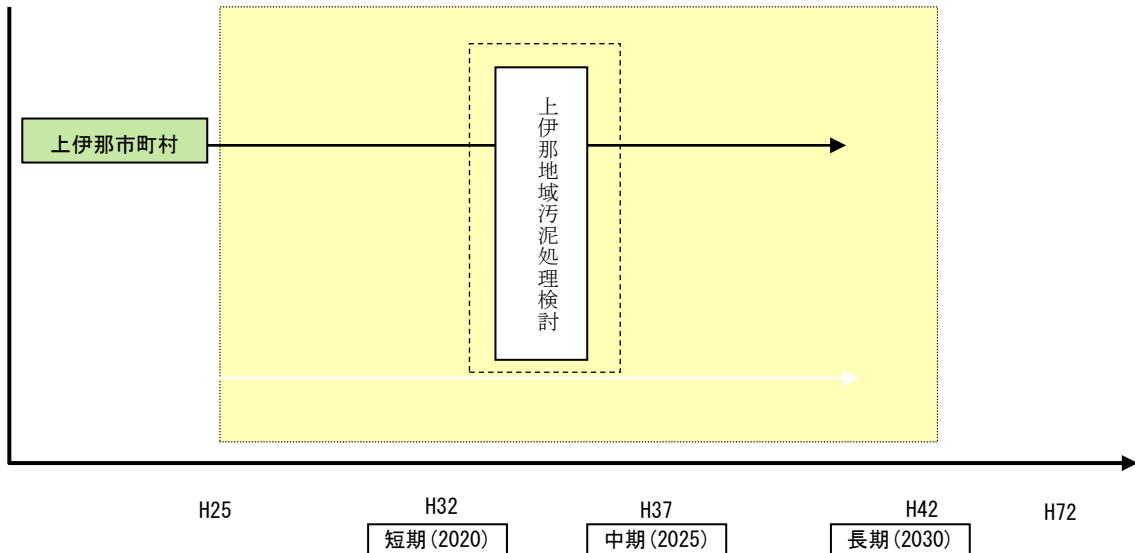 上伊那市町村
上伊那地域汚泥処理検討
H25
H32
H37
H42
H72
短期(2020)
中期(2025)
長期(2030)